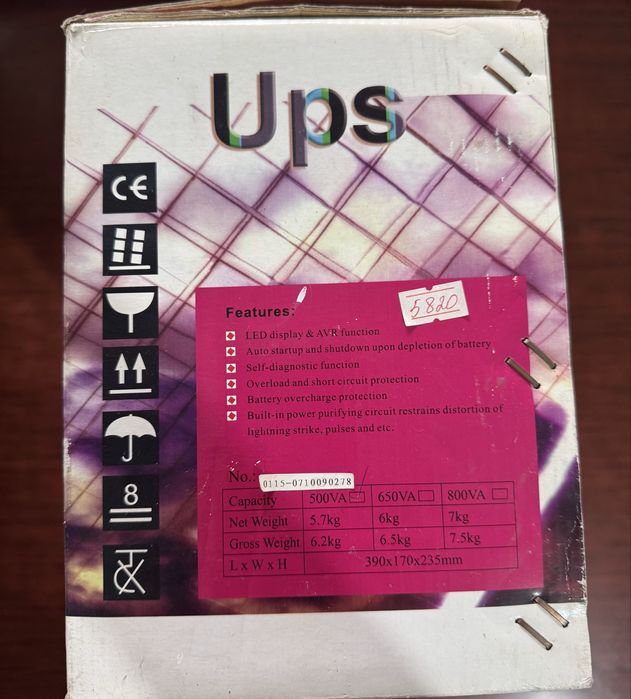 Ups
CE
5820
Features:
LED display & AVR function
Auto startup and shutdown upon depletion of battery
Self-diagnostic function
Overload and short circuit protection
Battery overcharge protection
Built-in power purifying circuit restrains distortion of
lightning strike, pulses and etc.
8
No.: 0115-0710090278
Capacity 500VA 650VA 800VA
Net Weight 5.7kg 6kg 7kg
Gross Weight 6.2kg 6.5kg 7.5kg
L x W x H 390x170x235mm